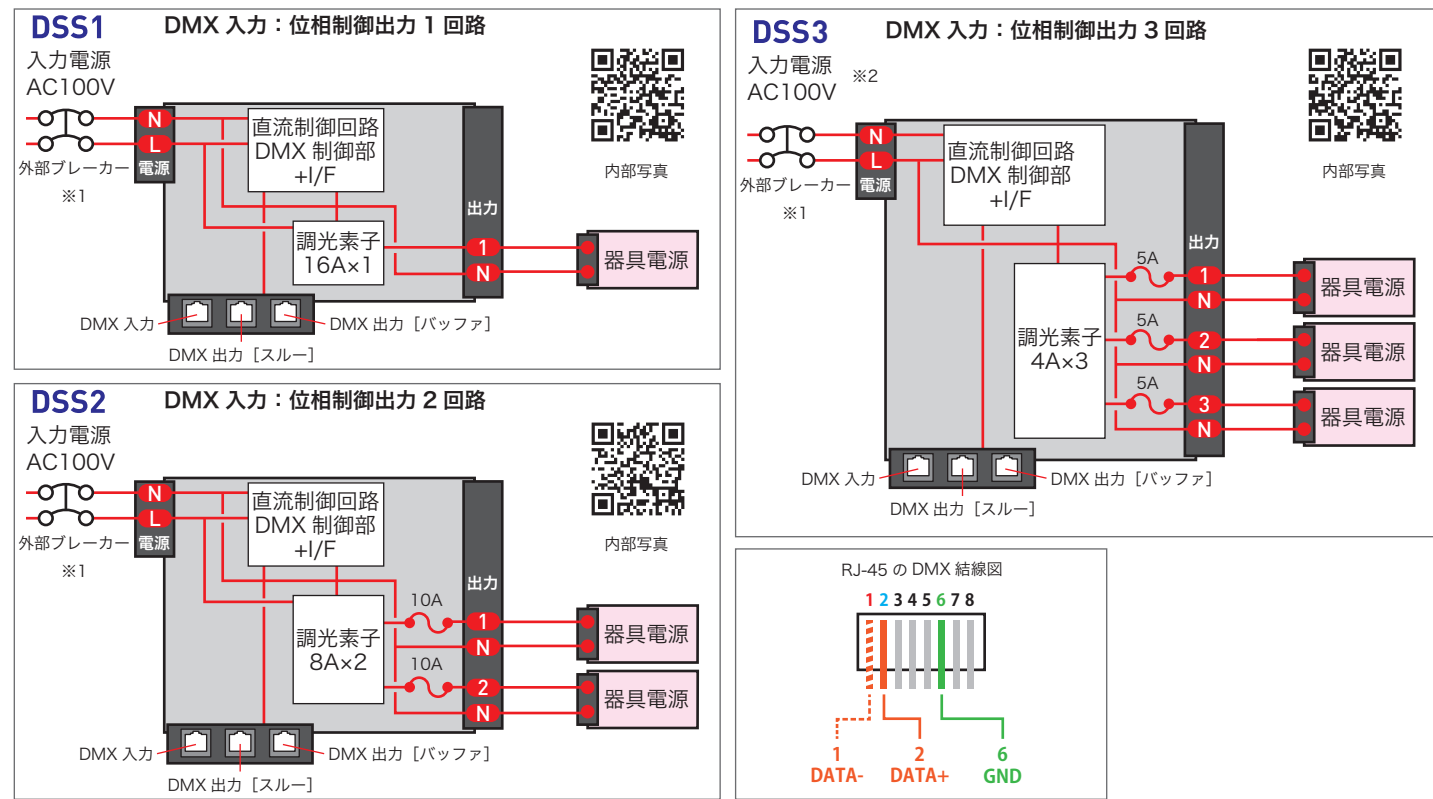 DSS1
DMX 入力：位相制御出力 1 回路
入力電源
AC100V
N
L
電源
外部ブレーカー
※1
直流制御回路
DMX 制御部
+I/F
調光素子
16A×1
出力
1
N
器具電源
内部写真
DMX 入力
DMX 出力［スルー］
DMX 出力［バッファ］
DSS2
DMX 入力：位相制御出力 2 回路
入力電源
AC100V
N
L
電源
外部ブレーカー
※1
直流制御回路
DMX 制御部
+I/F
調光素子
8A×2
10A
10A
出力
1
N
2
N
器具電源
器具電源
内部写真
DMX 入力
DMX 出力［スルー］
DMX 出力［バッファ］
DSS3
DMX 入力：位相制御出力 3 回路
入力電源
AC100V
※2
N
L
電源
外部ブレーカー
※1
直流制御回路
DMX 制御部
+I/F
調光素子
4A×3
5A
5A
5A
出力
1
N
2
N
3
N
器具電源
器具電源
器具電源
内部写真
DMX 入力
DMX 出力［スルー］
DMX 出力［バッファ］
RJ-45 の DMX 結線図
1 2 3 4 5 6 7 8
1
DATA-
2
DATA+
6
GND